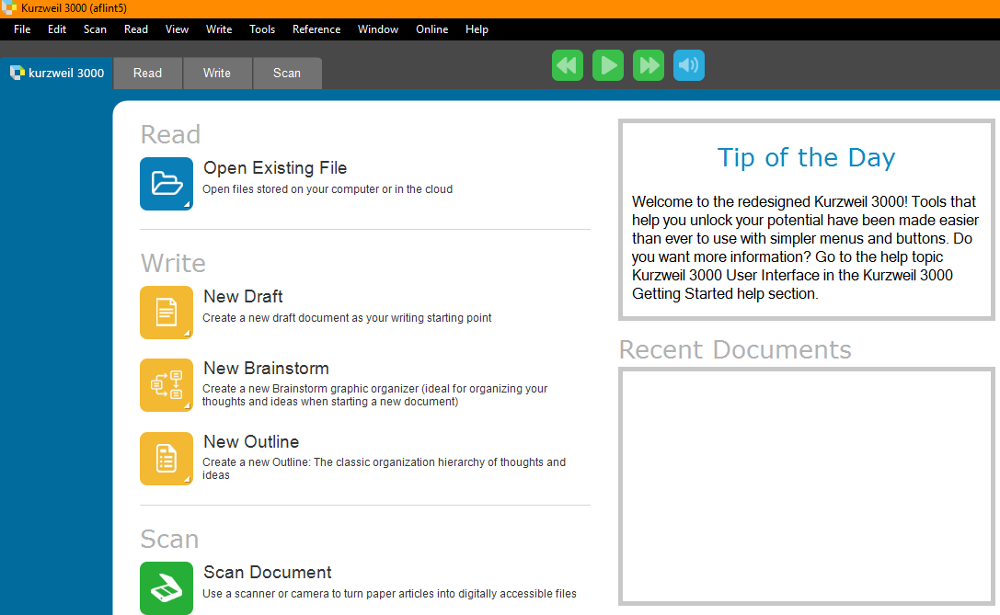 Kurzweil 3000 (aflint5)
File Edit Scan Read View Write Tools Reference Window Online Help
kurzweil 3000 Read Write Scan
Read
Open Existing File
Open files stored on your computer or in the cloud
Write
New Draft
Create a new draft document as your writing starting point
New Brainstorm
Create a new Brainstorm graphic organizer (ideal for organizing your
thoughts and ideas when starting a new document)
New Outline
Create a new Outline: The classic organization hierarchy of thoughts and
ideas
Scan
Scan Document
Use a scanner or camera to turn paper articles into digitally accessible files
Tip of the Day
Welcome to the redesigned Kurzweil 3000! Tools that
help you unlock your potential have been made easier
than ever to use with simpler menus and buttons. Do
you want more information? Go to the help topic
Kurzweil 3000 User Interface in the Kurzweil 3000
Getting Started help section.
Recent Documents